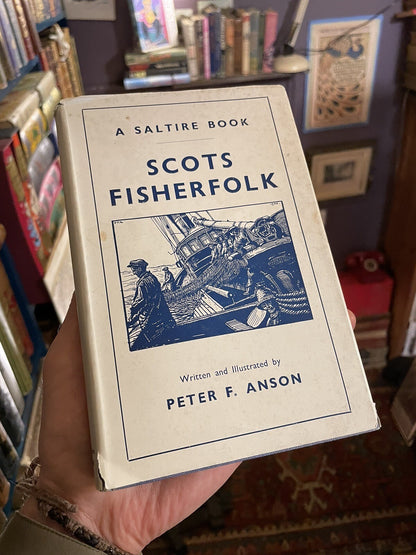 A SALTIRE BOOK
SCOTS
FISHERFOLK
Written and Illustrated by
PETER F. ANSON